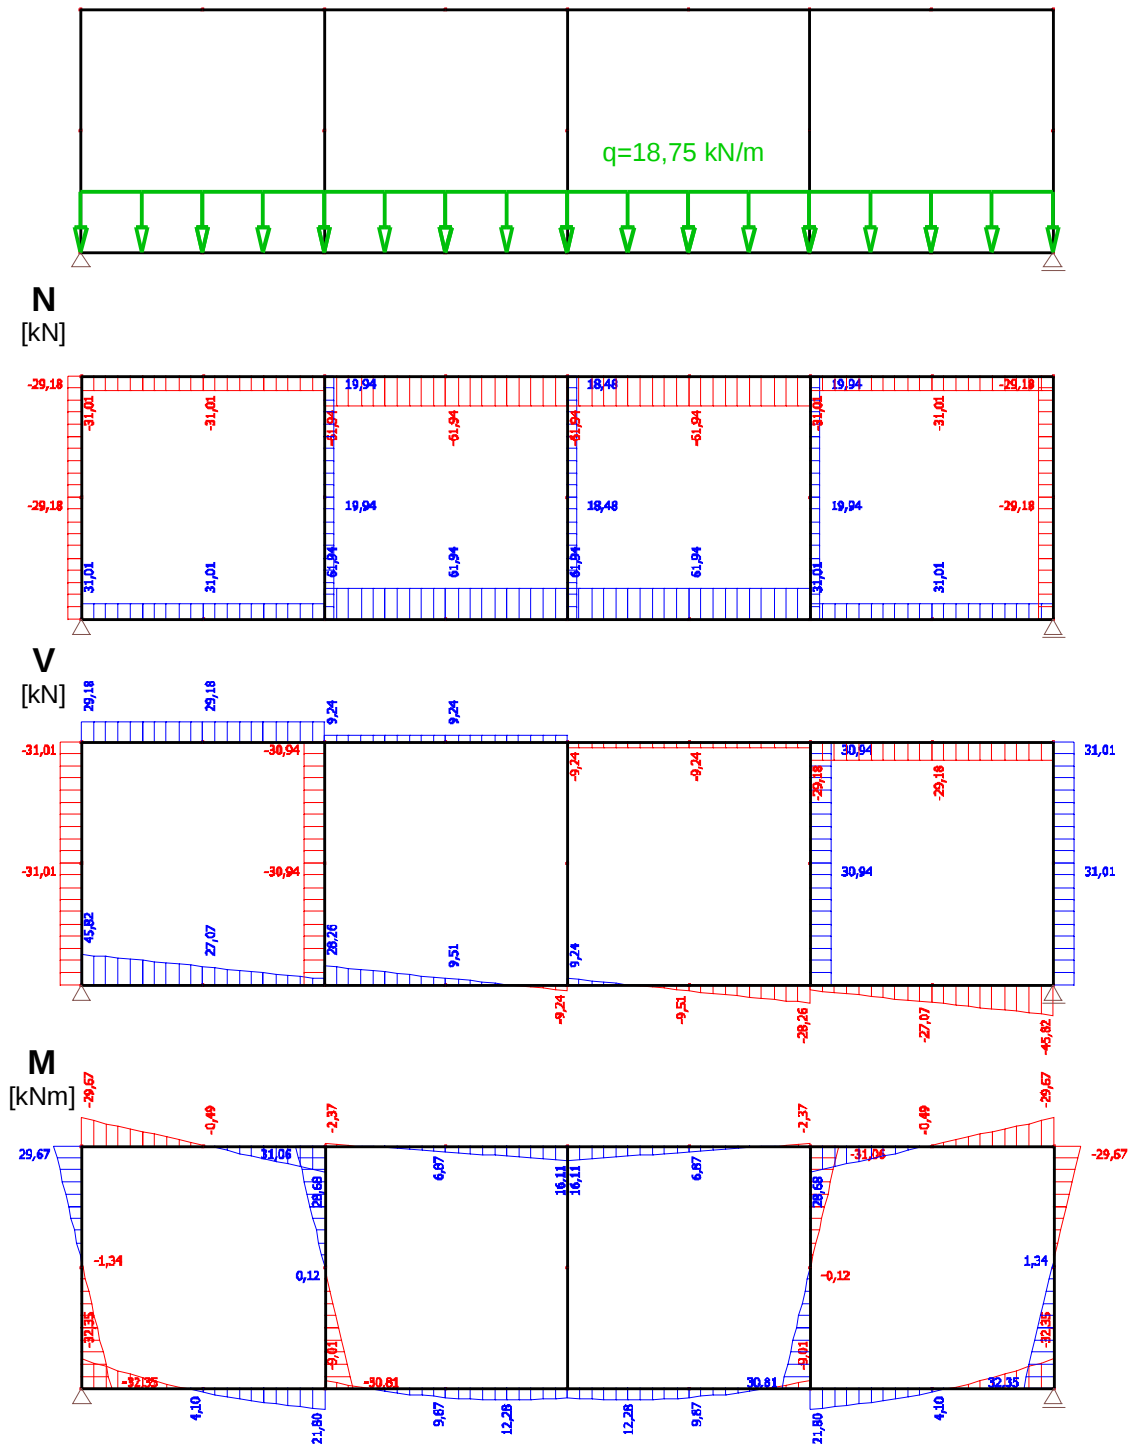 q=18,75 kN/m
N
[kN]
-29,18 19,94 18,48 19,94 -29,18
-31,01 -31,01 -61,94 -61,94 -61,94 -61,94 -31,01 -31,01
-29,18 19,94 18,48 19,94 -29,18
31,01 31,01 61,94 61,94 61,94 61,94 31,01 31,01
V
[kN]
29,18 29,18 9,24 9,24
-31,01 -30,94 30,94 31,01
-9,24 -9,24 -29,18 -29,18
-31,01 -30,94 30,94 31,01
45,82 27,07 28,26 9,51 9,24
-9,24 -9,51 -28,26 -27,07 -45,82
M
[kNm]
-29,67 -0,49 -2,37 -2,37 -0,49 -29,67
29,67 31,06 -31,06 -29,67
28,69 6,87 16,11 16,11 6,87 28,69
-1,34 0,12 -0,12 1,34
-32,35 -9,01 -9,01 -32,35
-32,35 -30,81 30,81 32,35
4,10 21,80 9,67 12,28 12,28 9,67 21,80 4,10